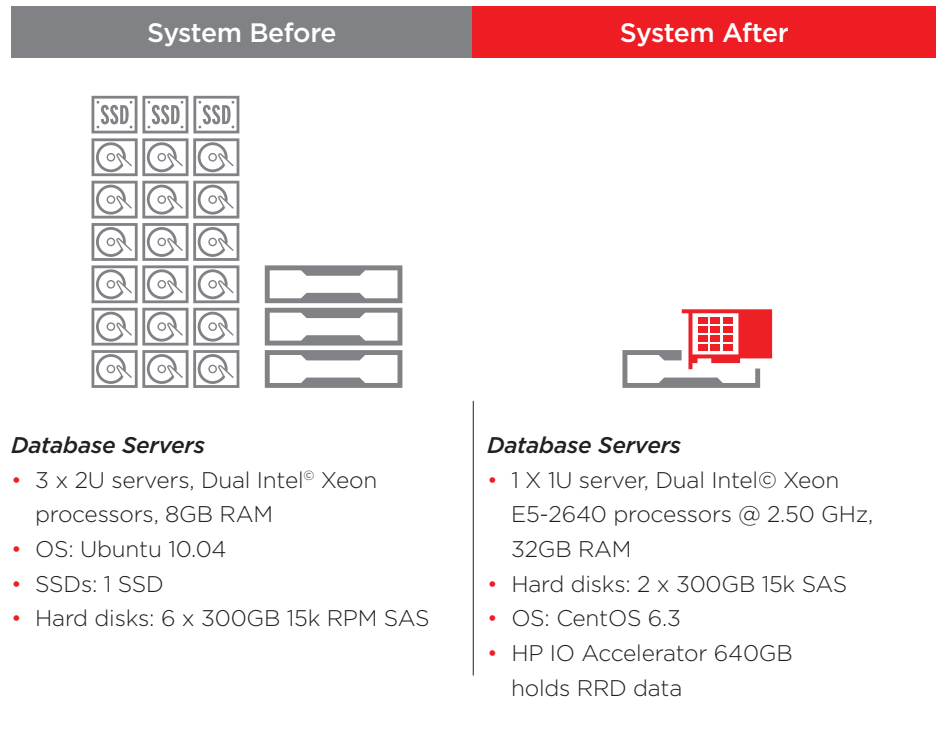 System Before
System After
SSD SSD SSD
Database Servers
• 3 x 2U servers, Dual Intel© Xeon
processors, 8GB RAM
• OS: Ubuntu 10.04
• SSDs: 1 SSD
• Hard disks: 6 x 300GB 15k RPM SAS
Database Servers
• 1 X 1U server, Dual Intel© Xeon
E5-2640 processors @ 2.50 GHz,
32GB RAM
• Hard disks: 2 x 300GB 15k SAS
• OS: CentOS 6.3
• HP IO Accelerator 640GB
holds RRD data